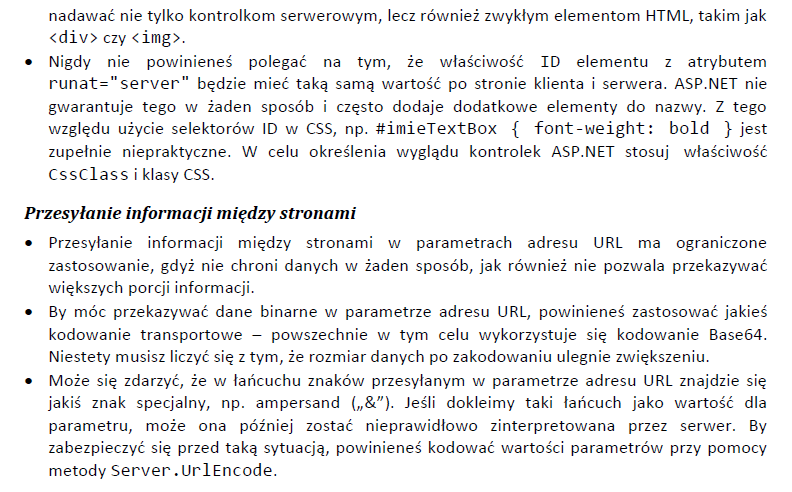 nadawać nie tylko kontrolkom serwerowym, lecz również zwykłym elementom HTML, takim jak
<div> czy <img>.
• Nigdy nie powinieneś polegać na tym, że właściwość ID elementu z atrybutem
runat="server" będzie mieć taką samą wartość po stronie klienta i serwera. ASP.NET nie
gwarantuje tego w żaden sposób i często dodaje dodatkowe elementy do nazwy. Z tego
względu użycie selektorów ID w CSS, np. #imieTextBox { font-weight: bold } jest
zupełnie niepraktyczne. W celu określenia wyglądu kontrolek ASP.NET stosuj właściwość
CssClass i klasy CSS.
Przesyłanie informacji między stronami
• Przesyłanie informacji między stronami w parametrach adresu URL ma ograniczone
zastosowanie, gdyż nie chroni danych w żaden sposób, jak również nie pozwala przekazywać
większych porcji informacji.
• By móc przekazywać dane binarne w parametrze adresu URL, powinieneś zastosować jakieś
kodowanie transportowe – powszechnie w tym celu wykorzystuje się kodowanie Base64.
Niestety musisz liczyć się z tym, że rozmiar danych po zakodowaniu ulegnie zwiększeniu.
• Może się zdarzyć, że w łańcuchu znaków przesyłanym w parametrze adresu URL znajdzie się
jakiś znak specjalny, np. ampersand („&”). Jeśli dokleimy taki łańcuch jako wartość dla
parametru, może ona później zostać nieprawidłowo zinterpretowana przez serwer. By
zabezpieczyć się przed taką sytuacją, powinieneś kodować wartości parametrów przy pomocy
metody Server.UrlEncode.